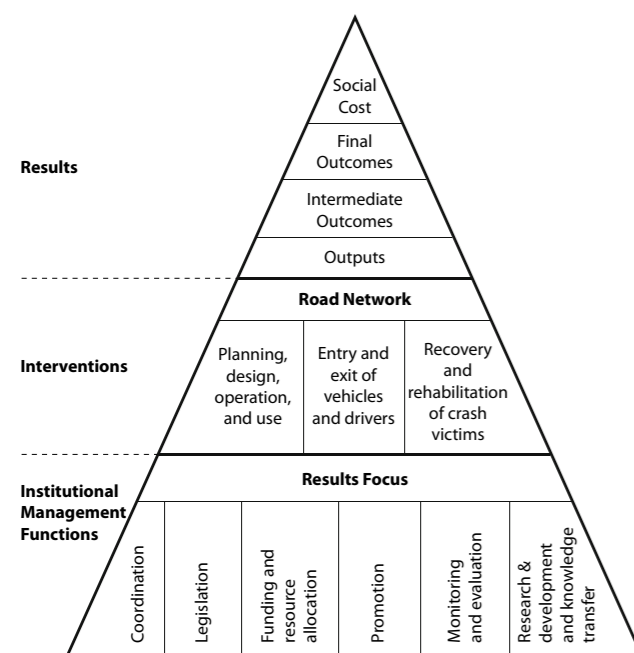 Social
Cost
Final
Outcomes
Results
Intermediate
Outcomes
Outputs
Road Network
Interventions
Planning,
design,
operation,
and use
Entry and
exit of
vehicles
and drivers
Recovery
and
rehabilitation
of crash
victims
Results Focus
Institutional
Management
Functions
Coordination
Legislation
Funding and
resource
allocation
Promotion
Monitoring
and evaluation
Research &
development
and knowledge
transfer